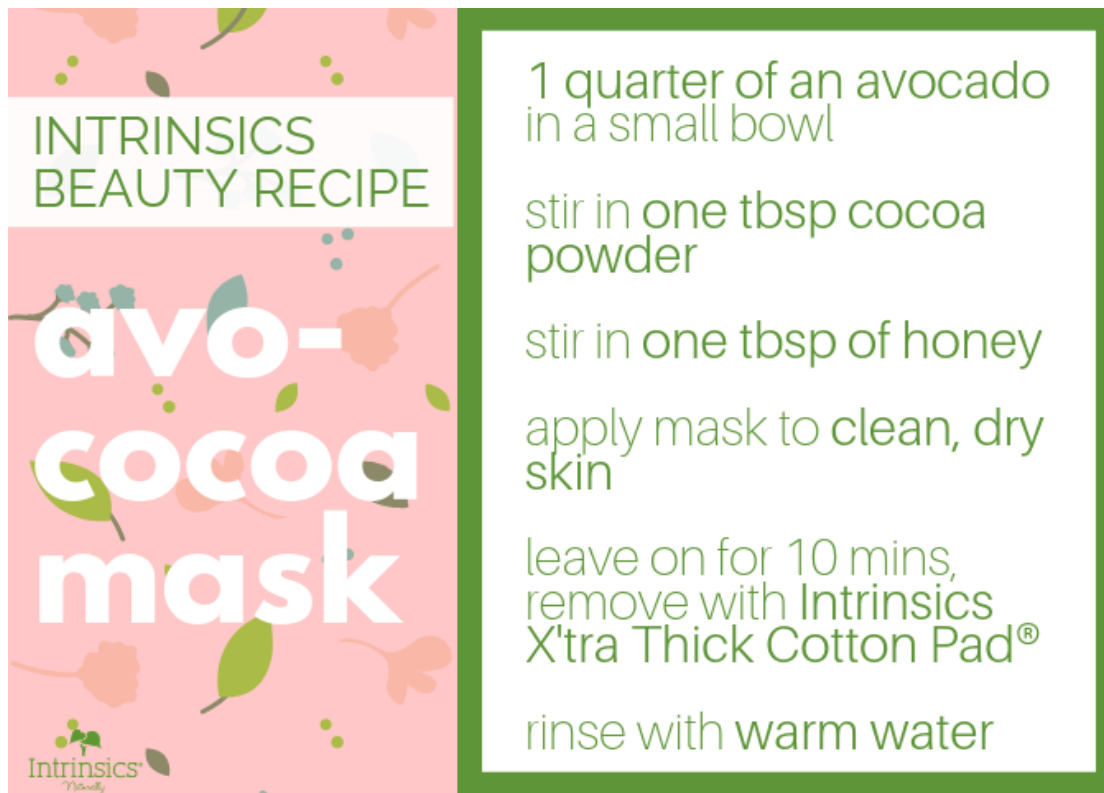 INTRINSICS
BEAUTY RECIPE
avo-
cocoa
mask
Intrinsics®
Naturally
1 quarter of an avocado
in a small bowl
stir in one tbsp cocoa
powder
stir in one tbsp of honey
apply mask to clean, dry
skin
leave on for 10 mins,
remove with Intrinsics
X'tra Thick Cotton Pad®
rinse with warm water